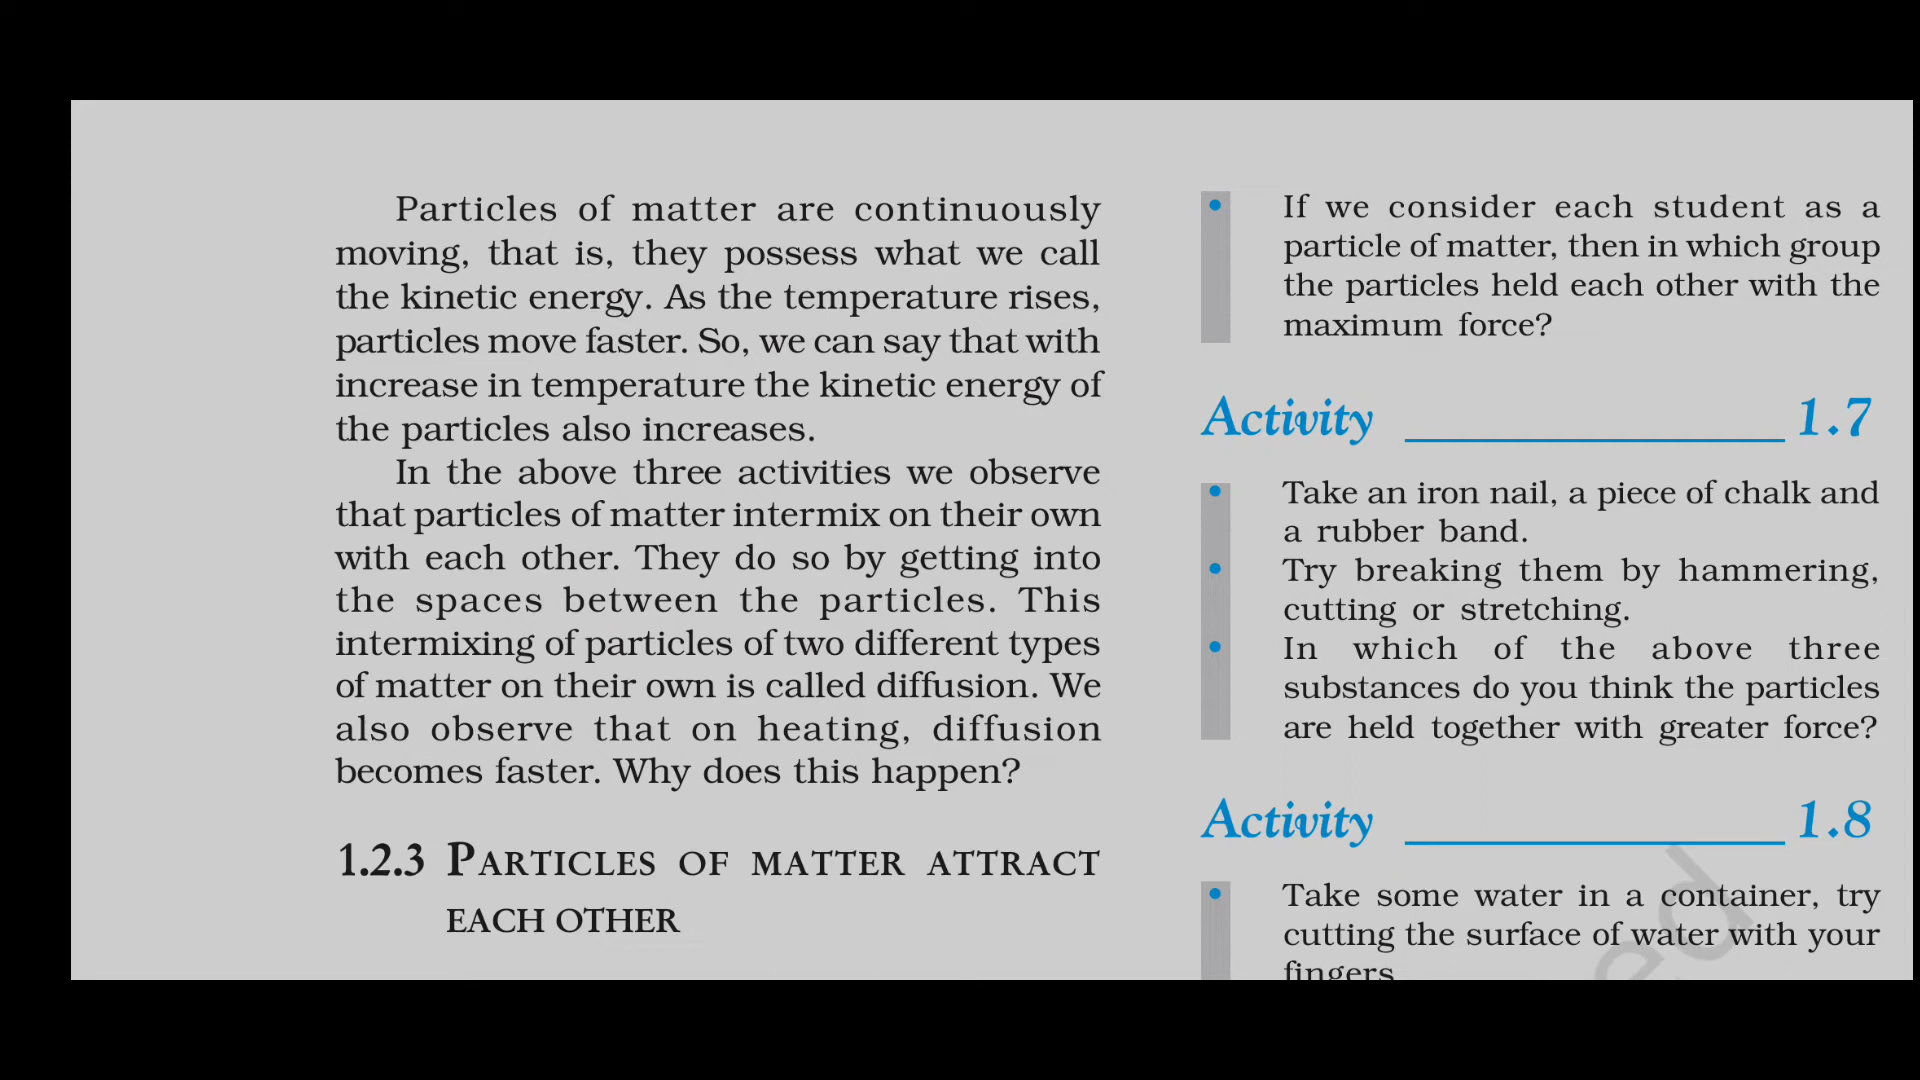 Particles of matter are continuously
moving, that is, they possess what we call
the kinetic energy. As the temperature rises,
particles move faster. So, we can say that with
increase in temperature the kinetic energy of
the particles also increases.
In the above three activities we observe
that particles of matter intermix on their own
with each other. They do so by getting into
the spaces between the particles. This
intermixing of particles of two different types
of matter on their own is called diffusion. We
also observe that on heating, diffusion
becomes faster. Why does this happen?
1.2.3 PARTICLES OF MATTER ATTRACT
EACH OTHER
• If we consider each student as a
particle of matter, then in which group
the particles held each other with the
maximum force?
Activity 1.7
• Take an iron nail, a piece of chalk and
a rubber band.
• Try breaking them by hammering,
cutting or stretching.
• In which of the above three
substances do you think the particles
are held together with greater force?
Activity 1.8
• Take some water in a container, try
cutting the surface of water with your
fingers
ed